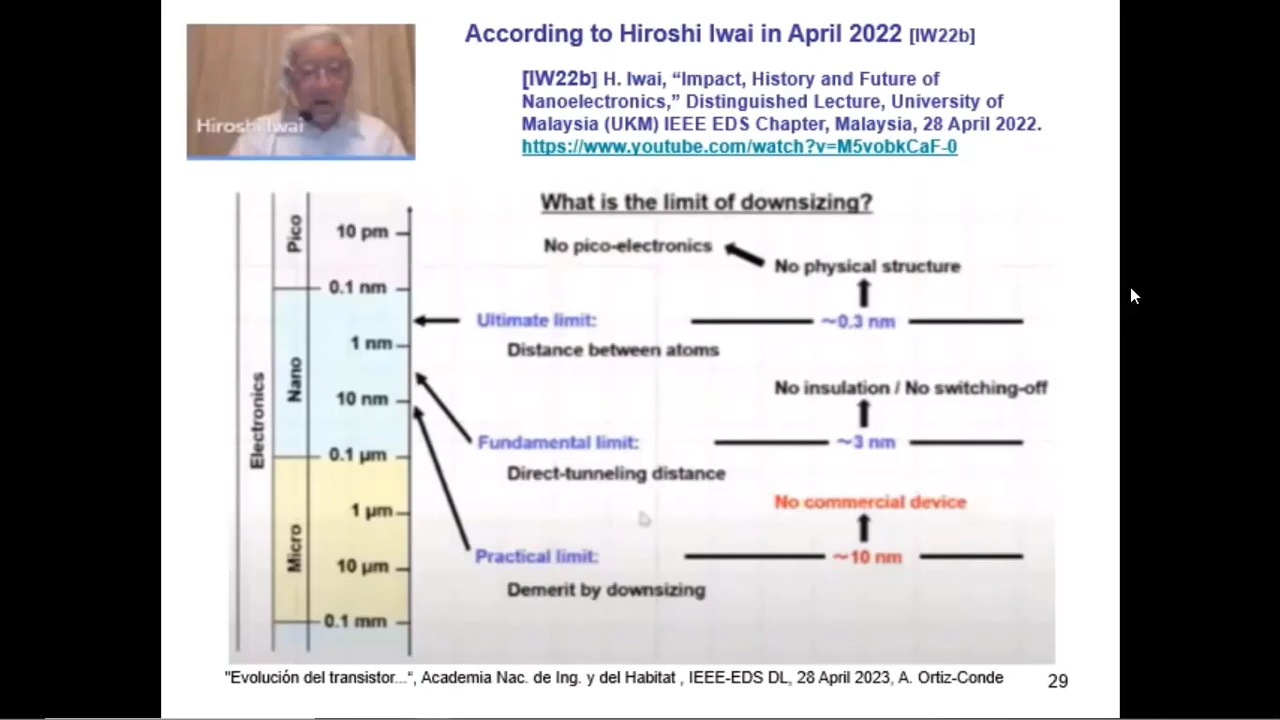 According to Hiroshi Iwai in April 2022 [IW22b]
Hiroshi Iwai
[IW22b] H. Iwai, “Impact, History and Future of
Nanoelectronics,” Distinguished Lecture, University of
Malaysia (UKM) IEEE EDS Chapter, Malaysia, 28 April 2022.
https://www.youtube.com/watch?v=M5vobkCaF-0
What is the limit of downsizing?
Electronics
Pico
Nano
Micro
10 pm
0.1 nm
1 nm
10 nm
0.1 µm
1 µm
10 µm
0.1 mm
No pico-electronics
No physical structure
Ultimate limit:
~0.3 nm
Distance between atoms
No insulation / No switching-off
Fundamental limit:
~3 nm
Direct-tunneling distance
No commercial device
Practical limit:
~10 nm
Demerit by downsizing
"Evolución del transistor...“, Academia Nac. de Ing. y del Habitat , IEEE-EDS DL, 28 April 2023, A. Ortiz-Conde
29